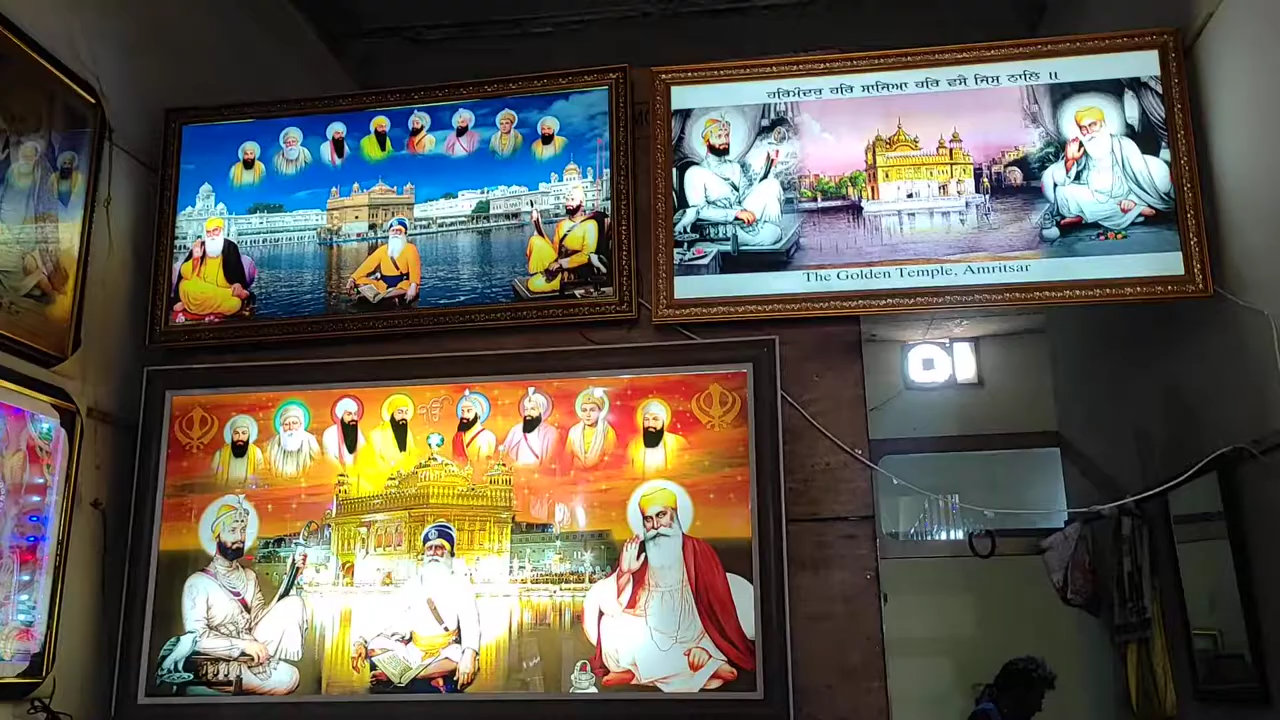 ਹਰਿਮੰਦਰੁ ਹਰਿ ਸਾਜਿਆ ਹਰਿ ਵਸੈ ਜਿਸੁ ਨਾਲਿ ॥
The Golden Temple, Amritsar
ੴ